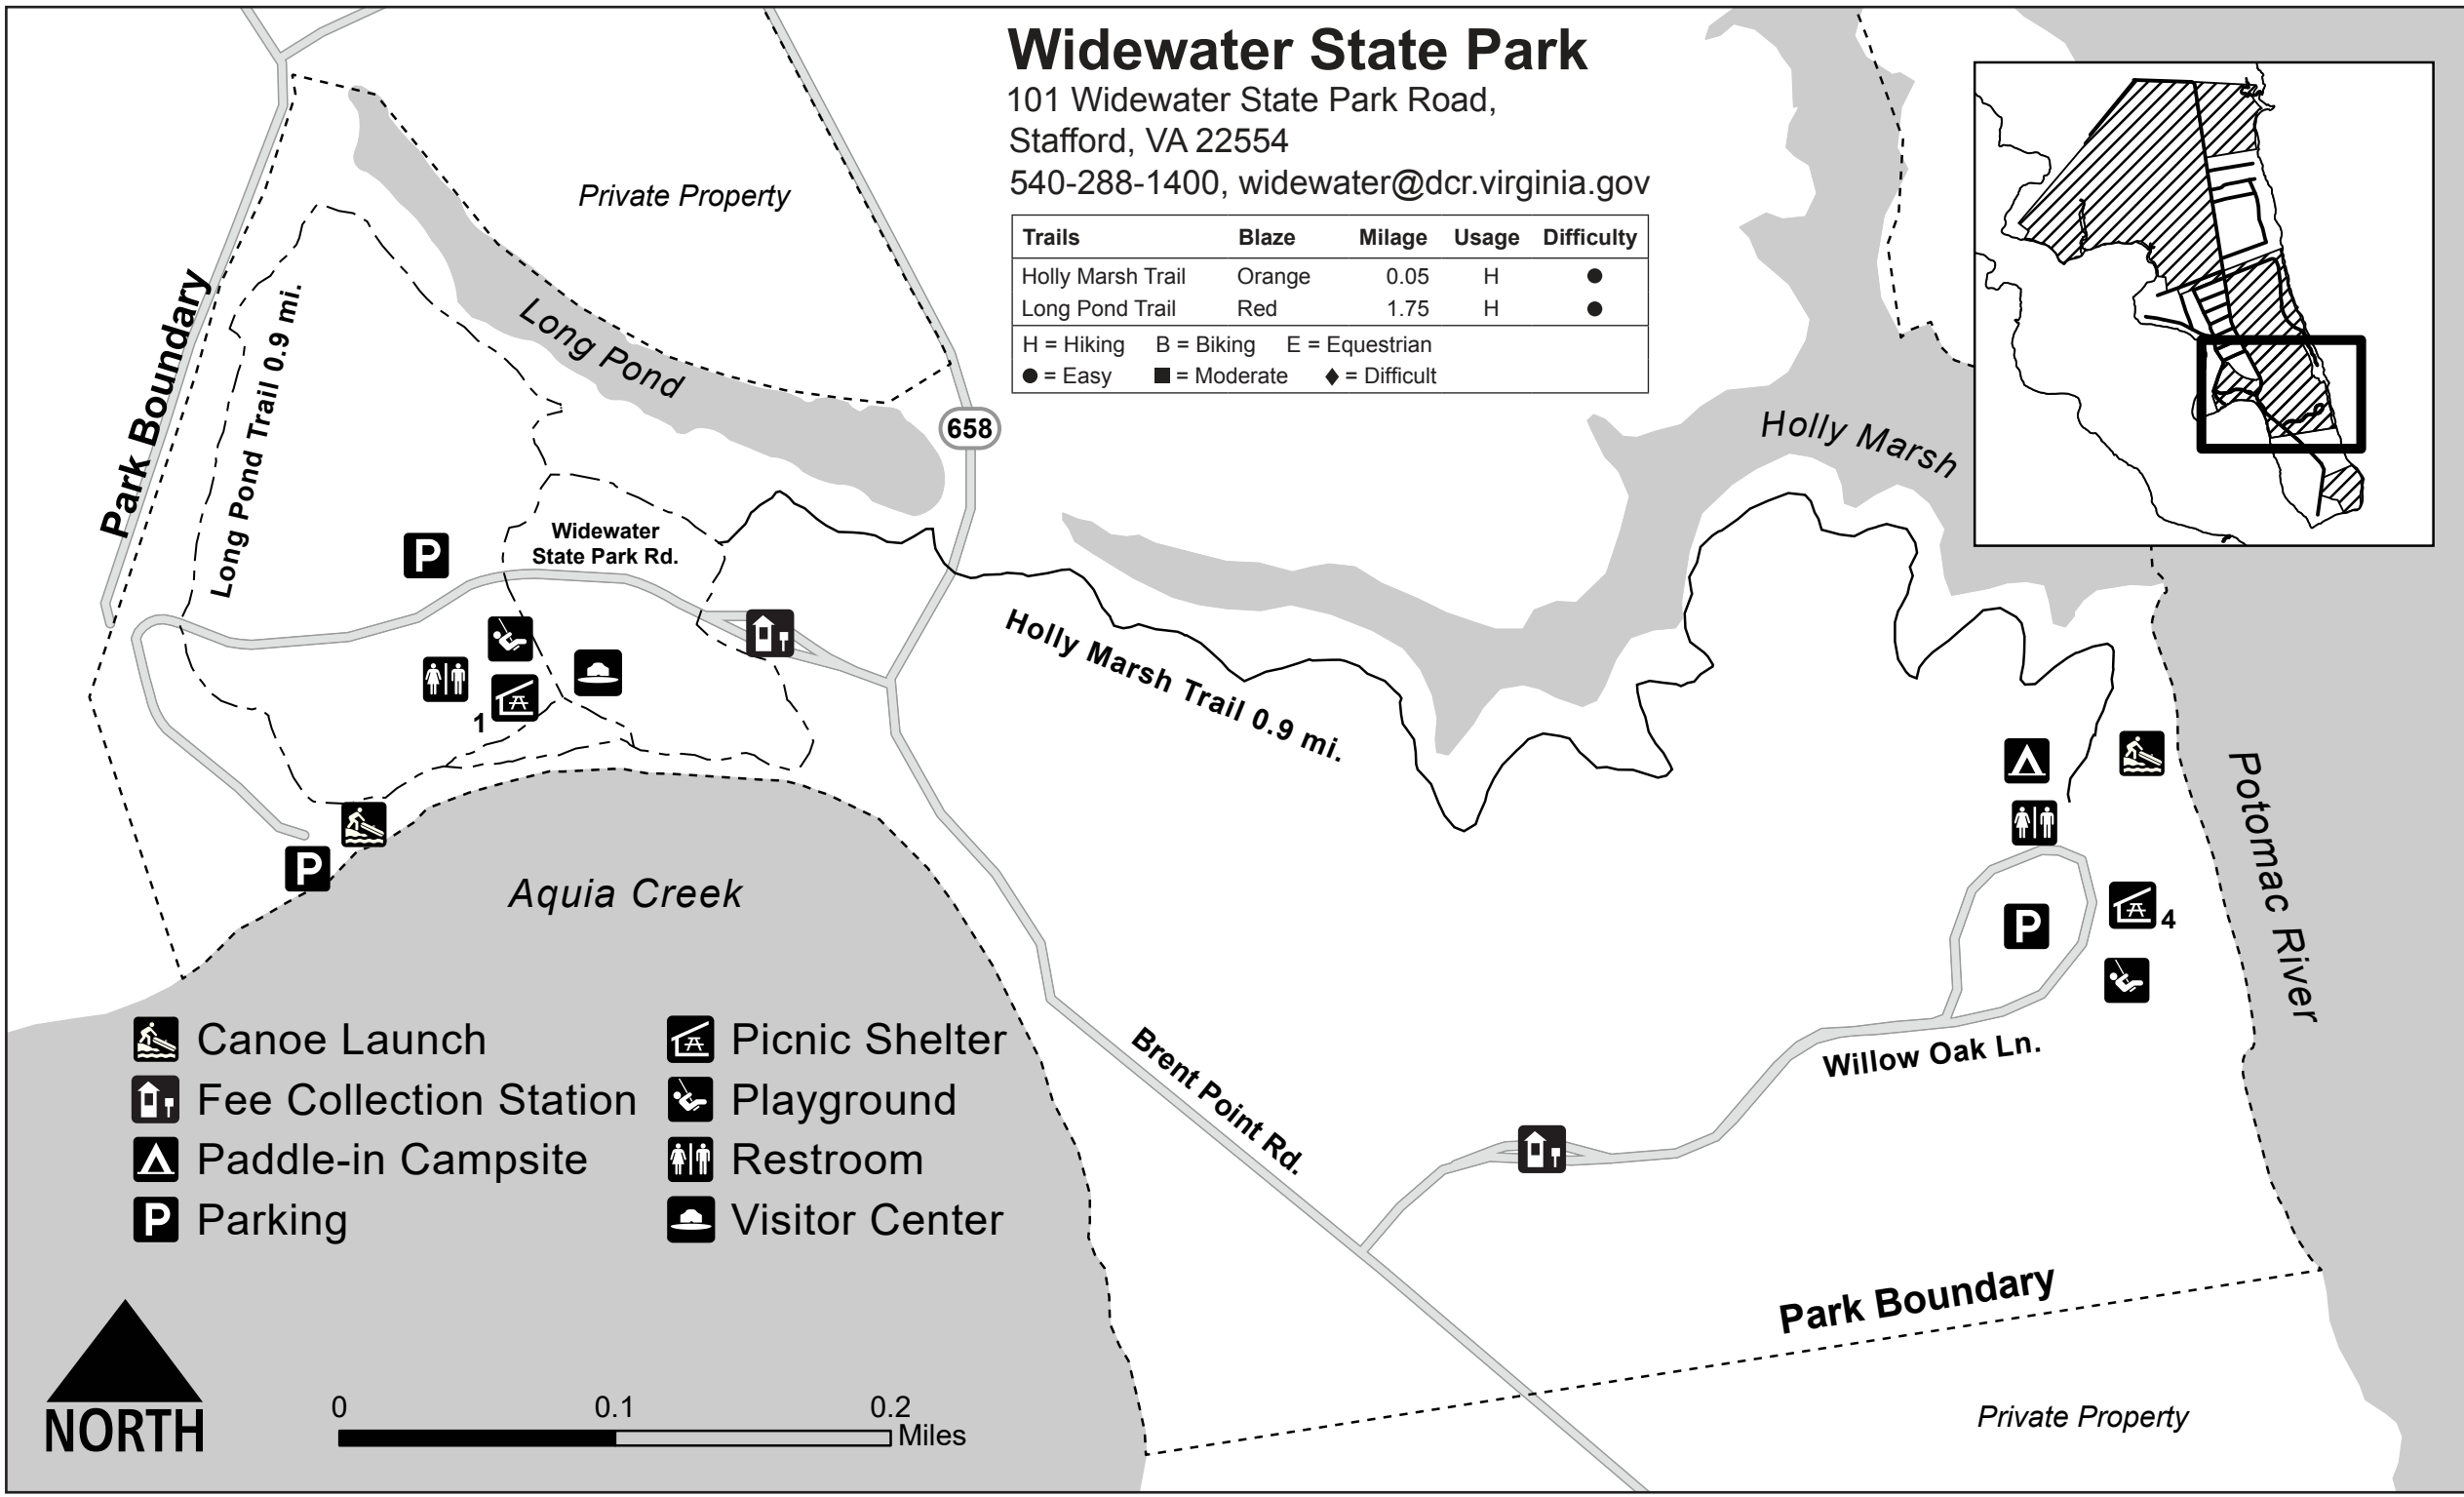 Widewater State Park
101 Widewater State Park Road,
Stafford, VA 22554
540-288-1400, widewater@dcr.virginia.gov
Trails Blaze Milage Usage Difficulty
Holly Marsh Trail Orange 0.05 H ●
Long Pond Trail Red 1.75 H ●
H = Hiking B = Biking E = Equestrian
● = Easy ■ = Moderate ♦ = Difficult
Private Property
Park Boundary
Long Pond Trail 0.9 mi.
Long Pond
658
Holly Marsh
Widewater
State Park Rd.
P
Holly Marsh Trail 0.9 mi.
1
P
Aquia Creek
Potomac River
P
4
Willow Oak Ln.
Brent Point Rd.
Canoe Launch
Fee Collection Station
Paddle-in Campsite
P Parking
Picnic Shelter
Playground
Restroom
Visitor Center
Park Boundary
Private Property
NORTH
0 0.1 0.2
Miles